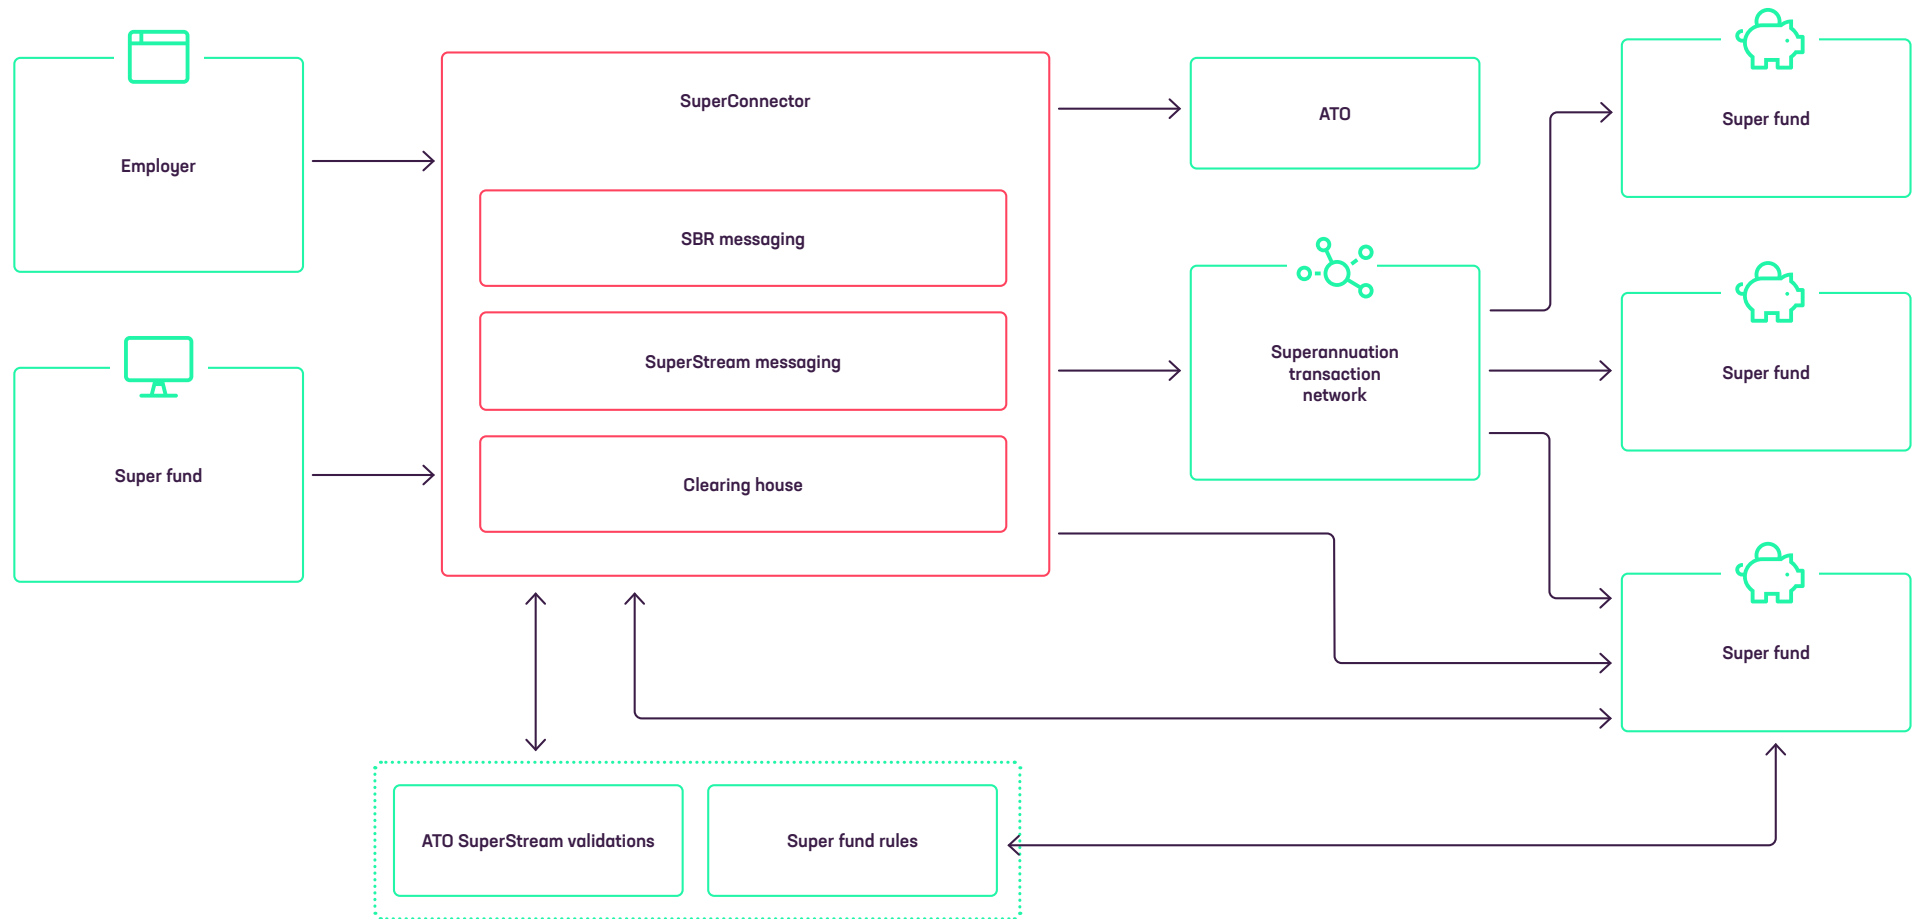 Employer
Super fund
SuperConnector
SBR messaging
SuperStream messaging
Clearing house
ATO
Superannuation
transaction
network
Super fund
Super fund
Super fund
ATO SuperStream validations
Super fund rules